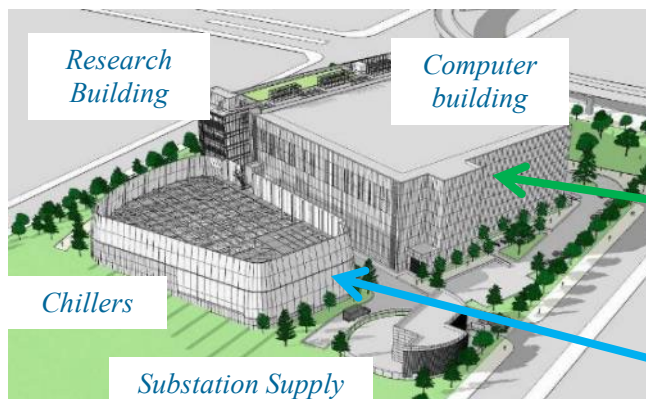 Research
Building
Computer
building
Chillers
Substation Supply